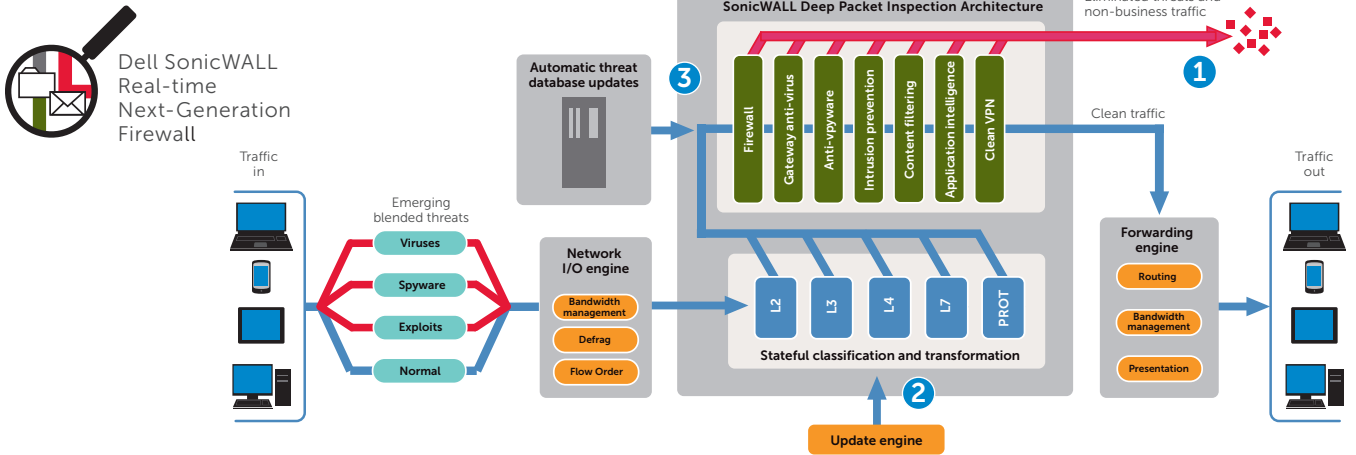 SonicWALL Deep Packet Inspection Architecture
Eliminated threats and
non-business traffic
1
Dell SonicWALL
Real-time
Next-Generation
Firewall
Automatic threat
database updates
3
Firewall
Gateway anti-virus
Anti-vpyware
Intrusion prevention
Content filtering
Application intelligence
Clean VPN
Clean traffic
Traffic
in
Emerging
blended threats
Viruses
Spyware
Exploits
Normal
Network
I/O engine
Bandwidth
management
Defrag
Flow Order
L2
L3
L4
L7
PROT
Stateful classification and transformation
2
Update engine
Forwarding
engine
Routing
Bandwidth
management
Presentation
Traffic
out